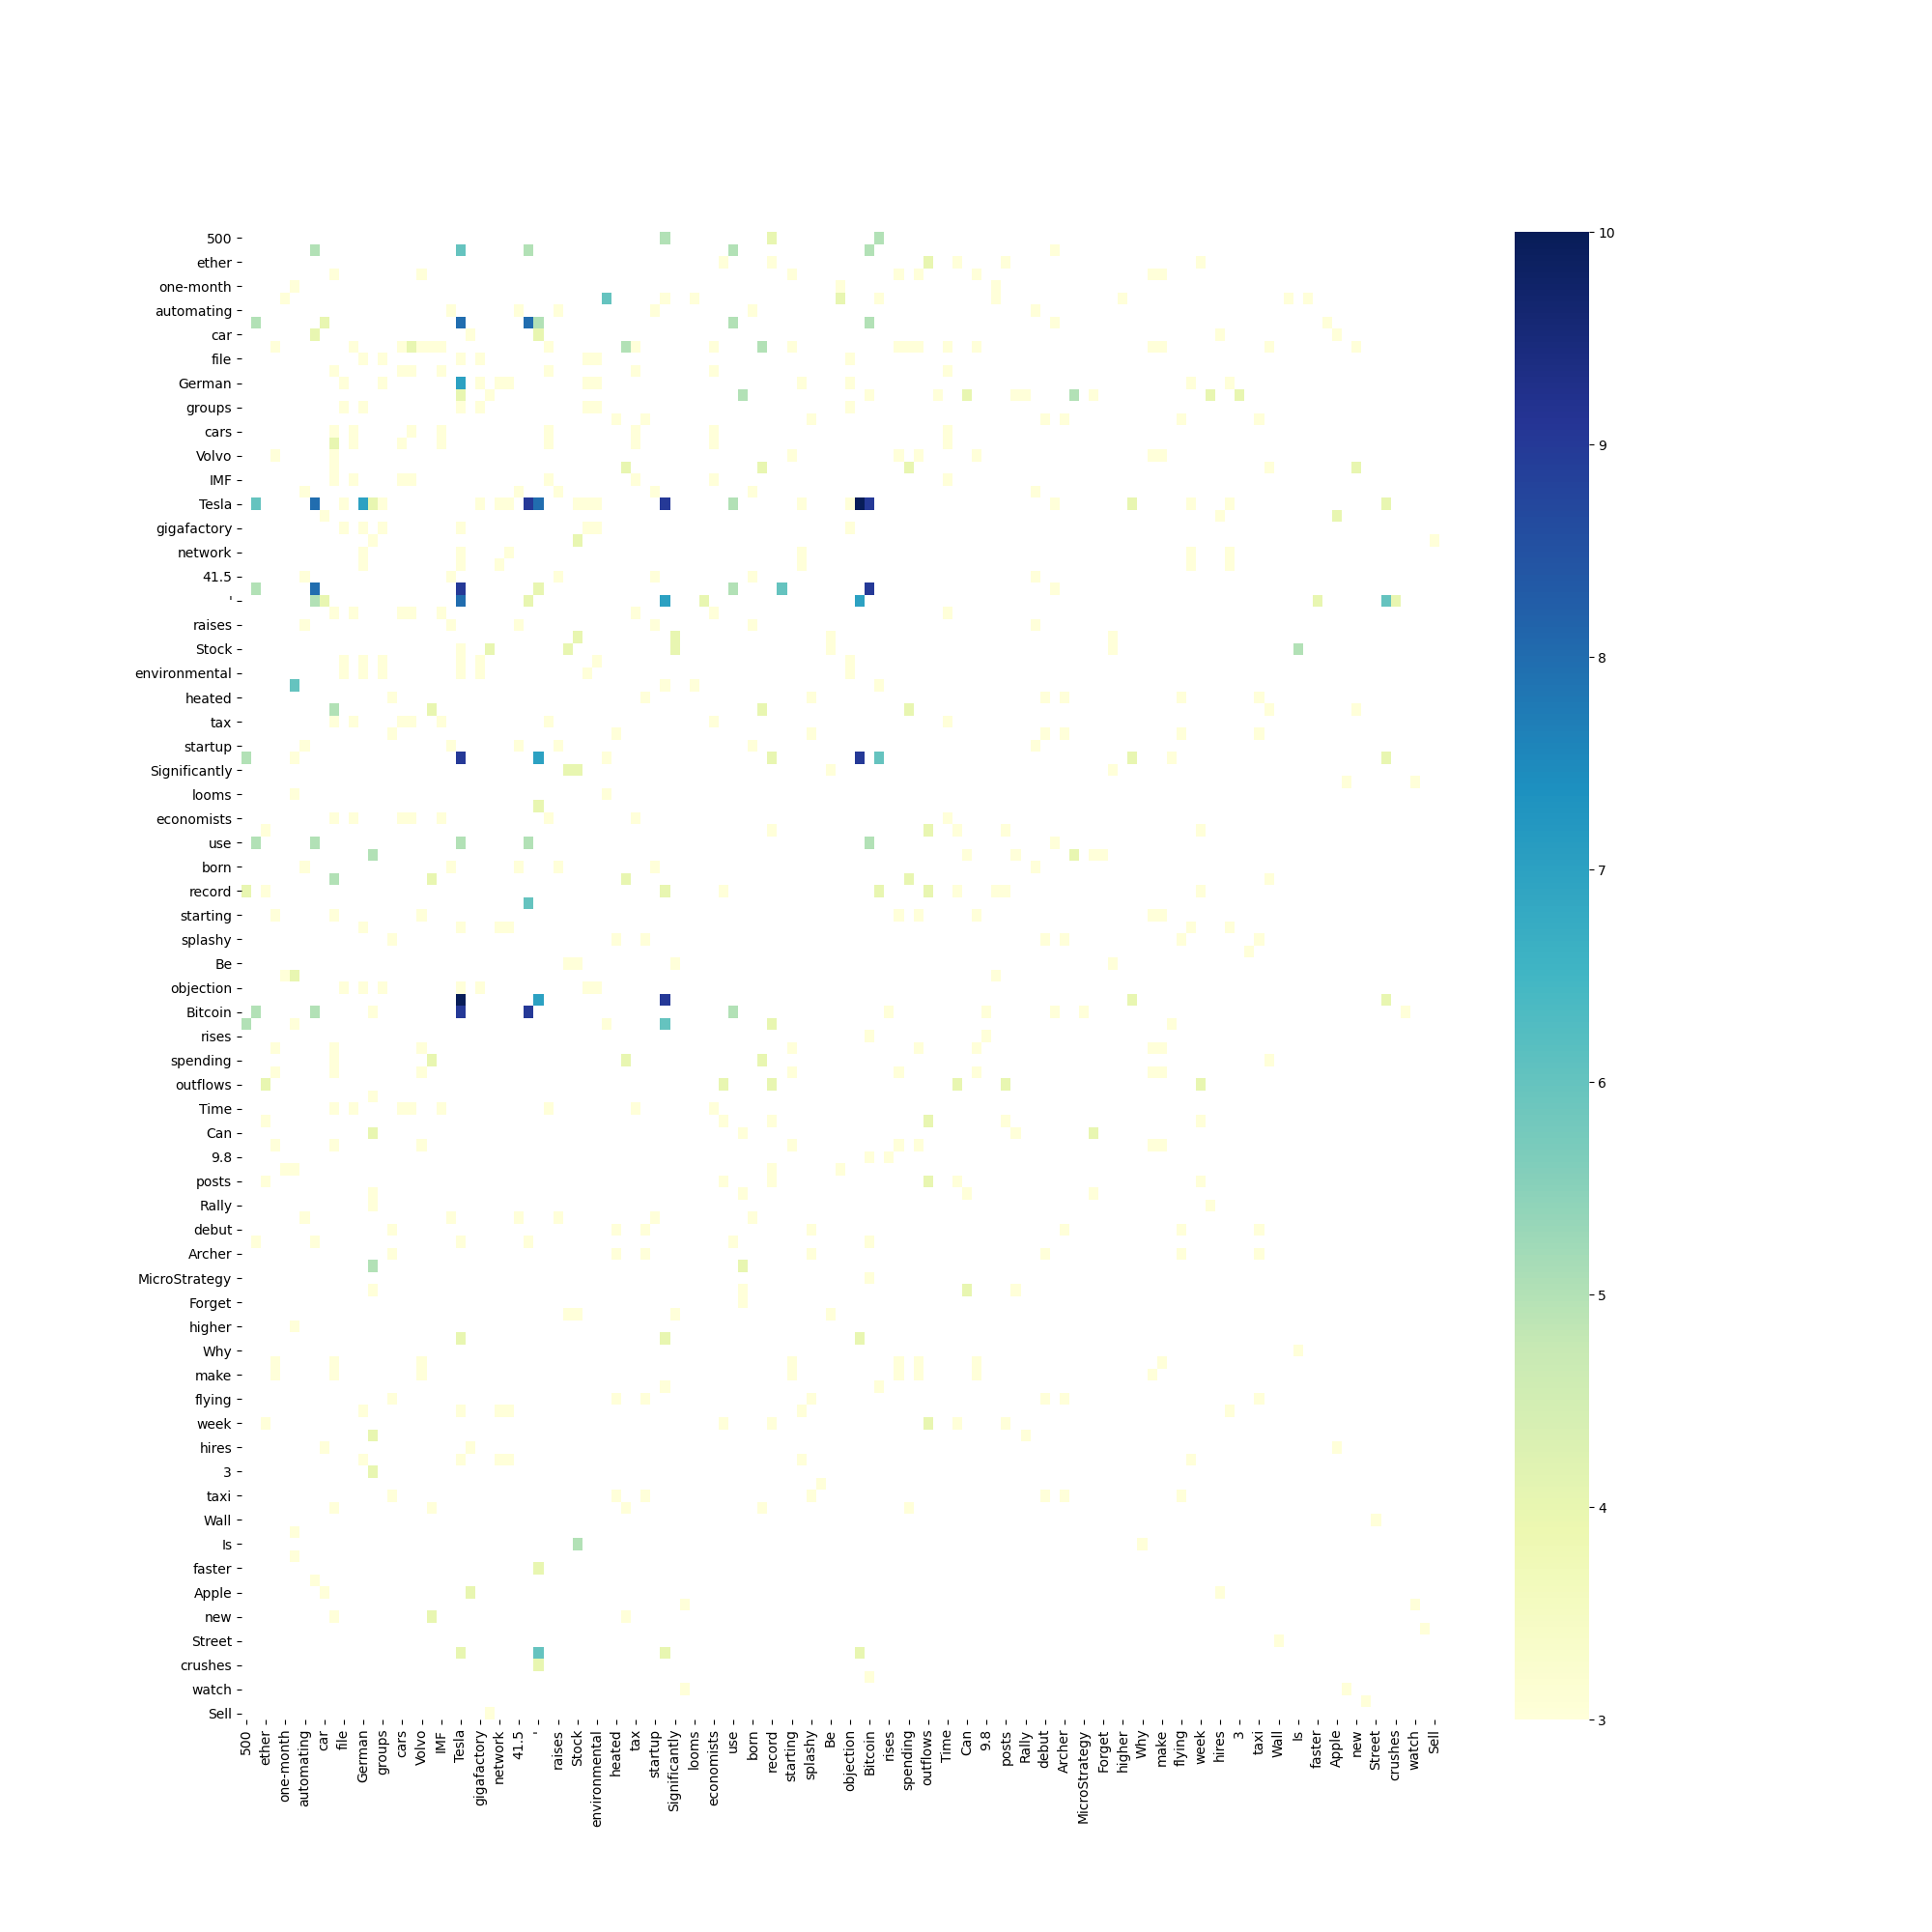 500
ether
one-month
automating
car
file
German
groups
cars
Volvo
IMF
Tesla
gigafactory
network
41.5
'
raises
Stock
environmental
heated
tax
startup
Significantly
looms
economists
use
born
record
starting
splashy
Be
objection
Bitcoin
rises
spending
outflows
Time
Can
9.8
posts
Rally
debut
Archer
MicroStrategy
Forget
higher
Why
make
flying
week
hires
3
taxi
Wall
Is
faster
Apple
new
Street
crushes
watch
Sell
500
ether
one-month
automating
car
file
German
groups
cars
Volvo
IMF
Tesla
gigafactory
network
41.5
'
raises
Stock
environmental
heated
tax
startup
Significantly
looms
economists
use
born
record
starting
splashy
Be
objection
Bitcoin
rises
spending
outflows
Time
Can
9.8
posts
Rally
debut
Archer
MicroStrategy
Forget
higher
Why
make
flying
week
hires
3
taxi
Wall
Is
faster
Apple
new
Street
crushes
watch
Sell
10
9
8
7
6
5
4
3